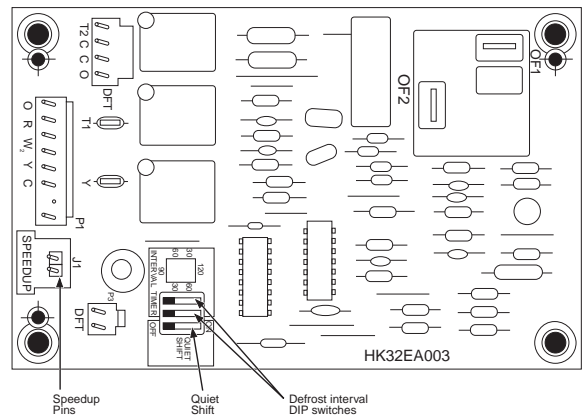 T2 C C O
DFT
T1
Y
O R W2 Y C
P1
OF2
OF1
SPEEDUP
J1
P3
DFT
INTERVAL TIMER OFF
30
60
120
90
30
60
QUIET
SHIFT
HK32EA003
Speedup
Pins
Quiet
Shift
Defrost interval
DIP switches